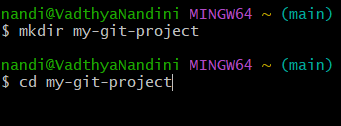 nandi@VadthyaNandini MINGW64 ~ (main)
$ mkdir my-git-project
nandi@VadthyaNandini MINGW64 ~ (main)
$ cd my-git-project